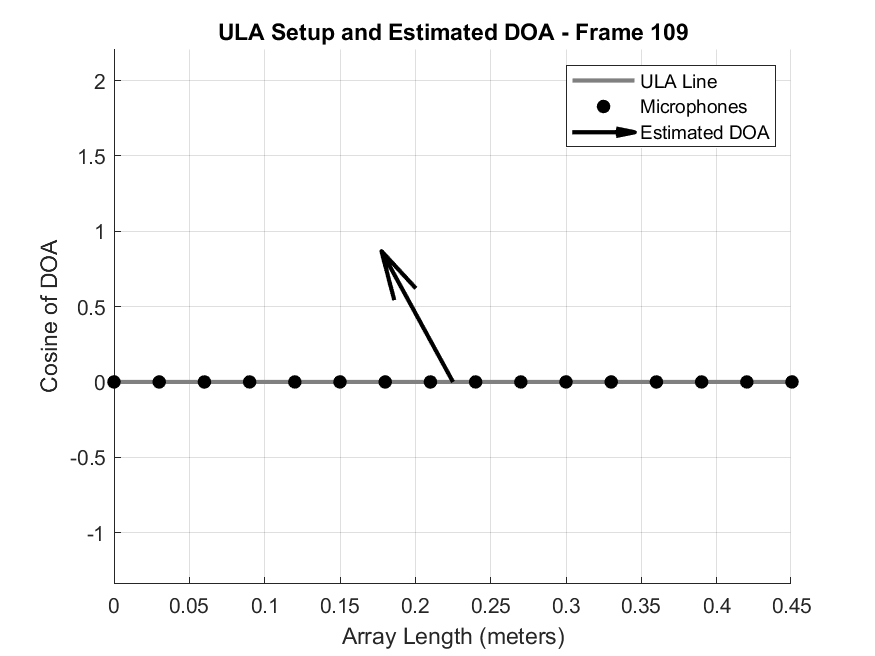 ULA Setup and Estimated DOA - Frame 109
ULA Line
Microphones
Estimated DOA
Cosine of DOA
2
1.5
1
0.5
0
-0.5
-1
0 0.05 0.1 0.15 0.2 0.25 0.3 0.35 0.4 0.45
Array Length (meters)